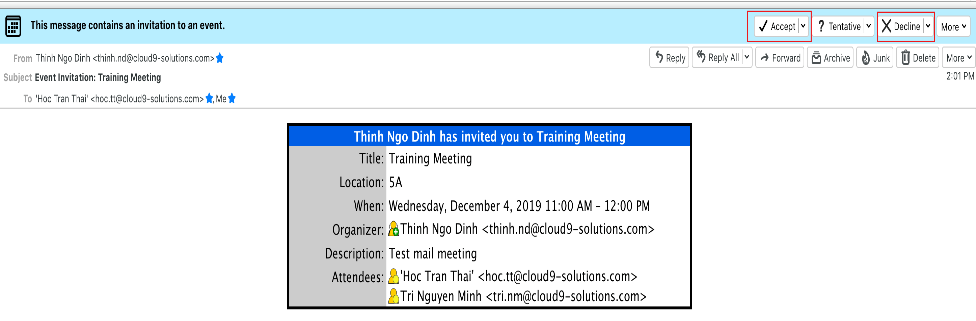 This message contains an invitation to an event.
Accept ? Tentative Decline More
From Thinh Ngo Dinh <thinh.nd@cloud9-solutions.com>
Reply Reply All Forward Archive Junk Delete More
Subject Event Invitation: Training Meeting
2:01 PM
To 'Hoc Tran Thai' <hoc.tt@cloud9-solutions.com>, Me
Thinh Ngo Dinh has invited you to Training Meeting
Title: Training Meeting
Location: 5A
When: Wednesday, December 4, 2019 11:00 AM – 12:00 PM
Organizer: Thinh Ngo Dinh <thinh.nd@cloud9-solutions.com>
Description: Test mail meeting
Attendees: 'Hoc Tran Thai' <hoc.tt@cloud9-solutions.com>
Tri Nguyen Minh <tri.nm@cloud9-solutions.com>